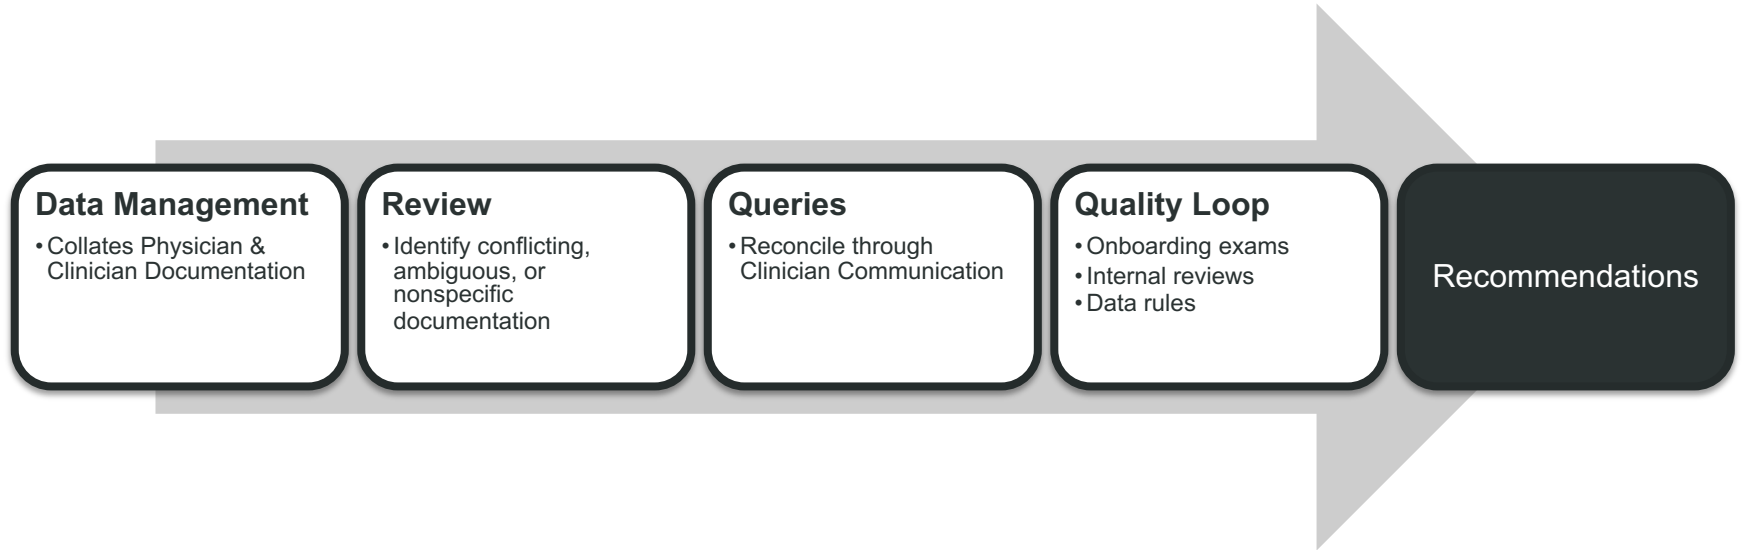 Data Management
• Collates Physician &
Clinician Documentation
Review
• Identify conflicting,
ambiguous, or
nonspecific
documentation
Queries
• Reconcile through
Clinician Communication
Quality Loop
• Onboarding exams
• Internal reviews
• Data rules
Recommendations